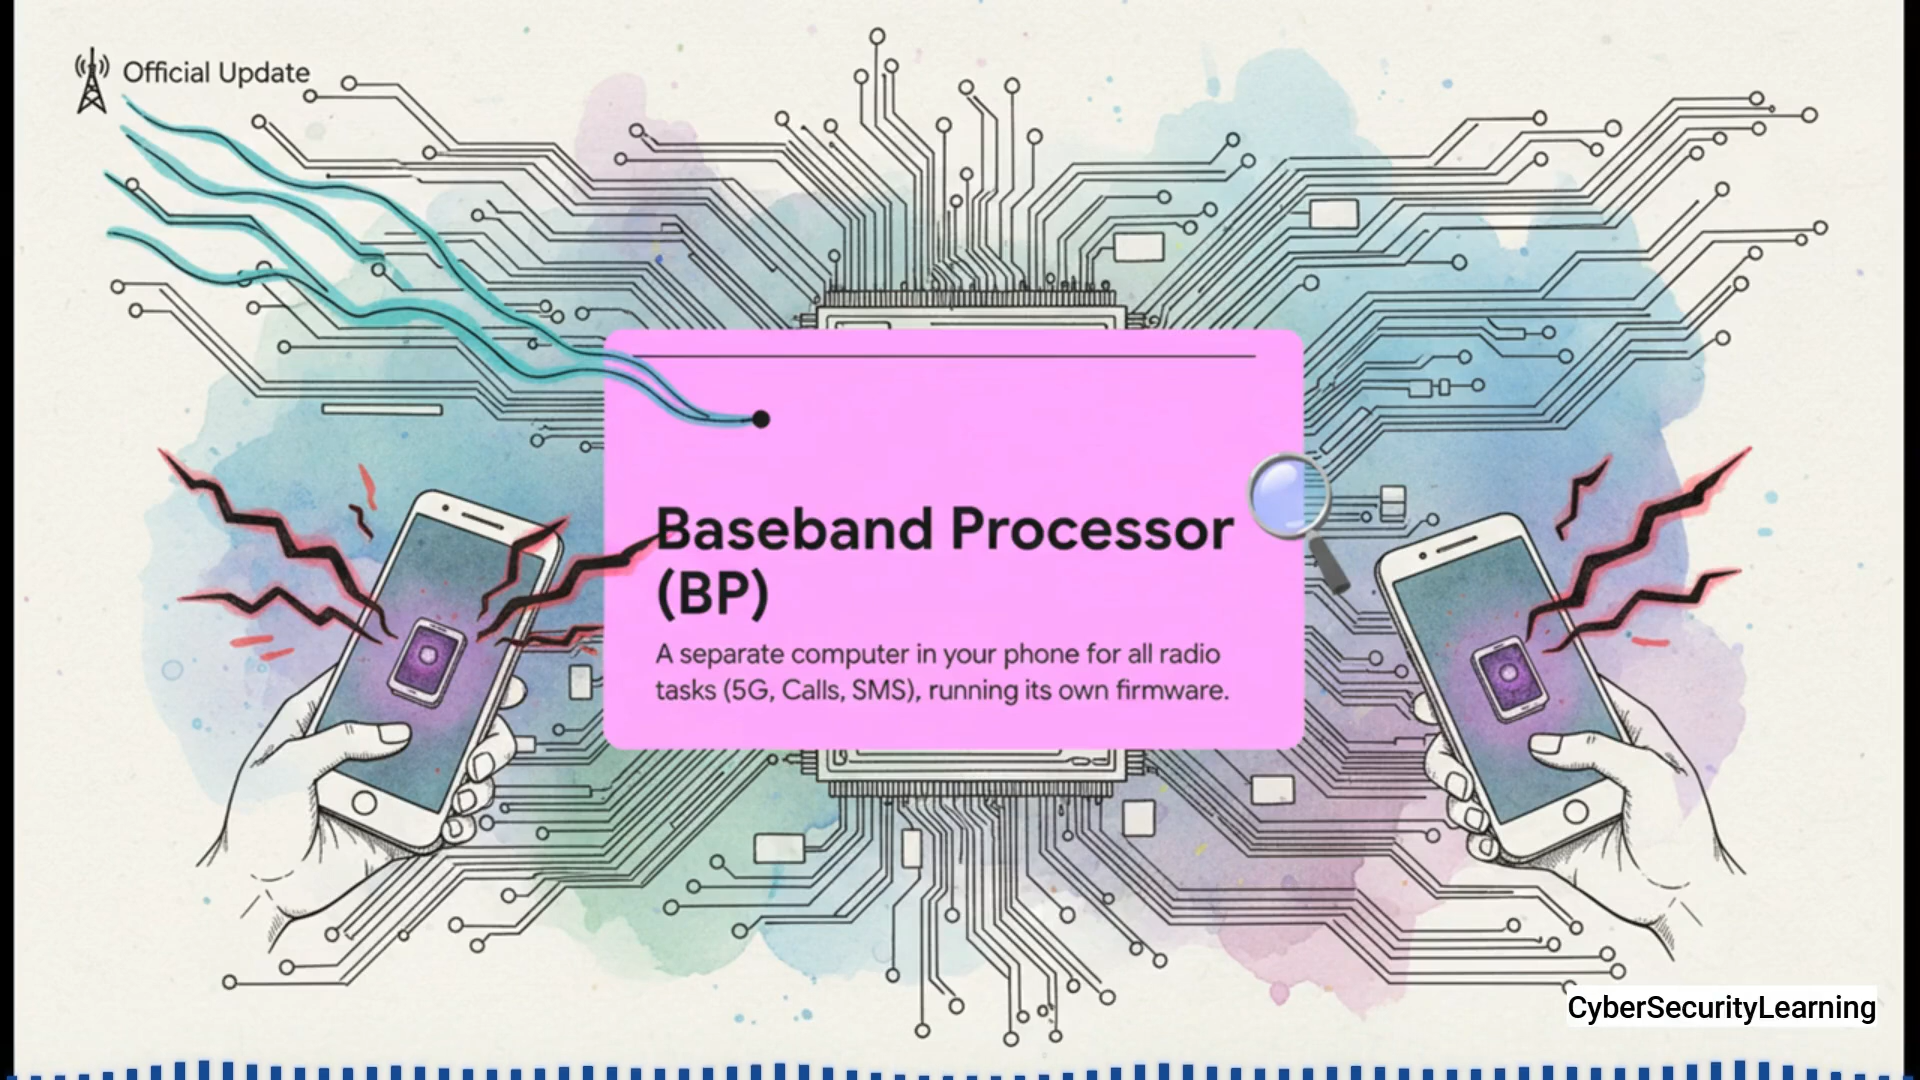 Official Update
Baseband Processor
(BP)
A separate computer in your phone for all radio
tasks (5G, Calls, SMS), running its own firmware.
CyberSecurityLearning